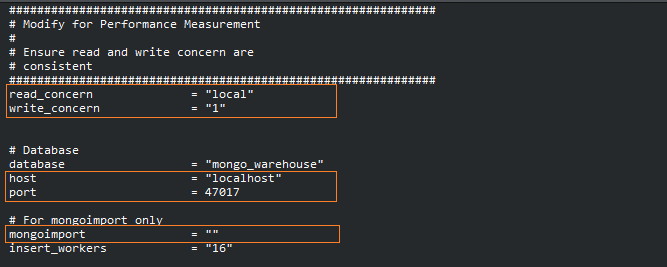 #############################################################
# Modify for Performance Measurement
#
# Ensure read and write concern are
# consistent
#############################################################
read_concern = "local"
write_concern = "1"
# Database
database = "mongo_warehouse"
host = "localhost"
port = 47017
# For mongoimport only
mongoimport = ""
insert_workers = "16"